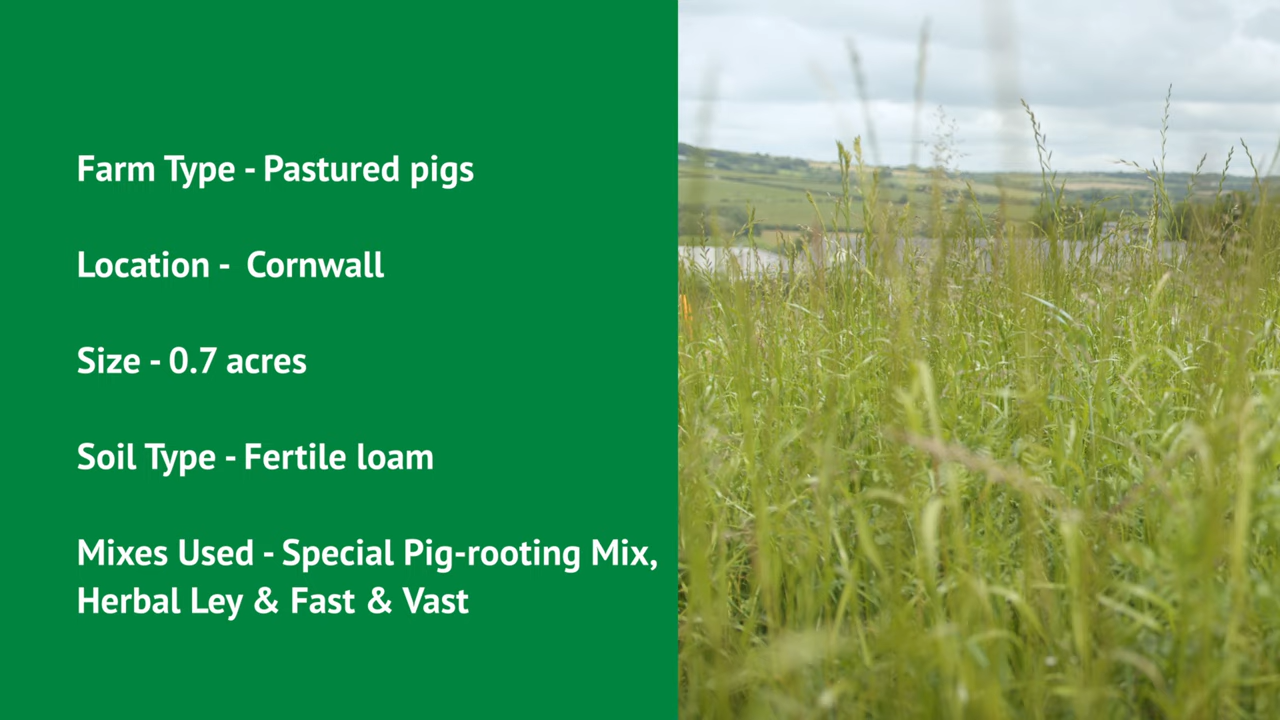 Farm Type - Pastured pigs
Location -  Cornwall
Size - 0.7 acres
Soil Type - Fertile loam
Mixes Used - Special Pig-rooting Mix,
Herbal Ley & Fast & Vast